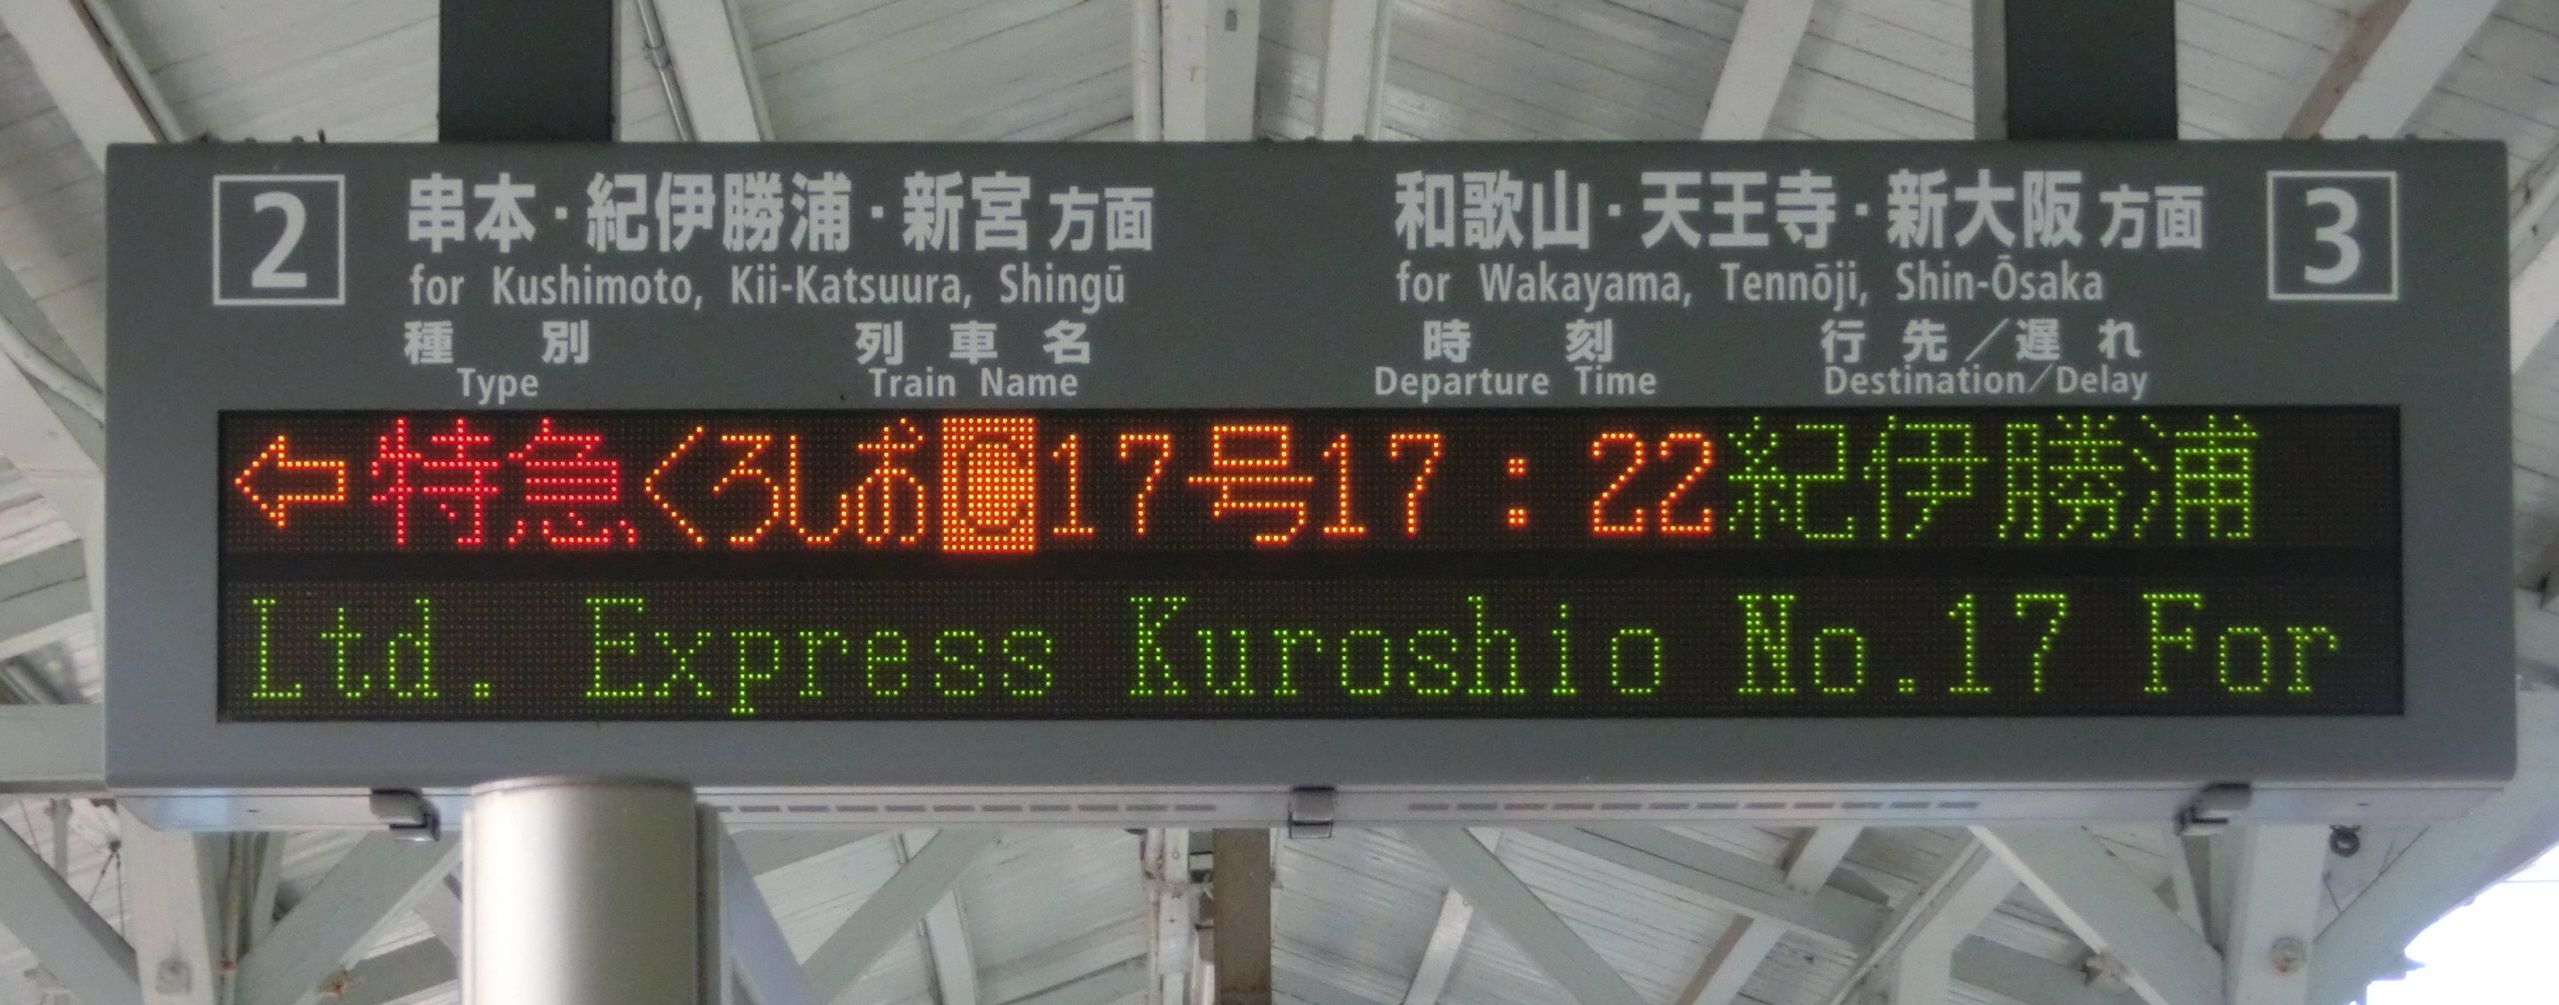 2 串本・紀伊勝浦・新宮方面 和歌山・天王寺・新大阪方面 3
for Kushimoto, Kii-Katsuura, Shingū for Wakayama, Tennōji, Shin-Ōsaka
種別 列車名 時刻 行先/遅れ
Type Train Name Departure Time Destination/Delay
⇦特急くろしお 17号17:22紀伊勝浦
Ltd. Express Kuroshio No.17 For